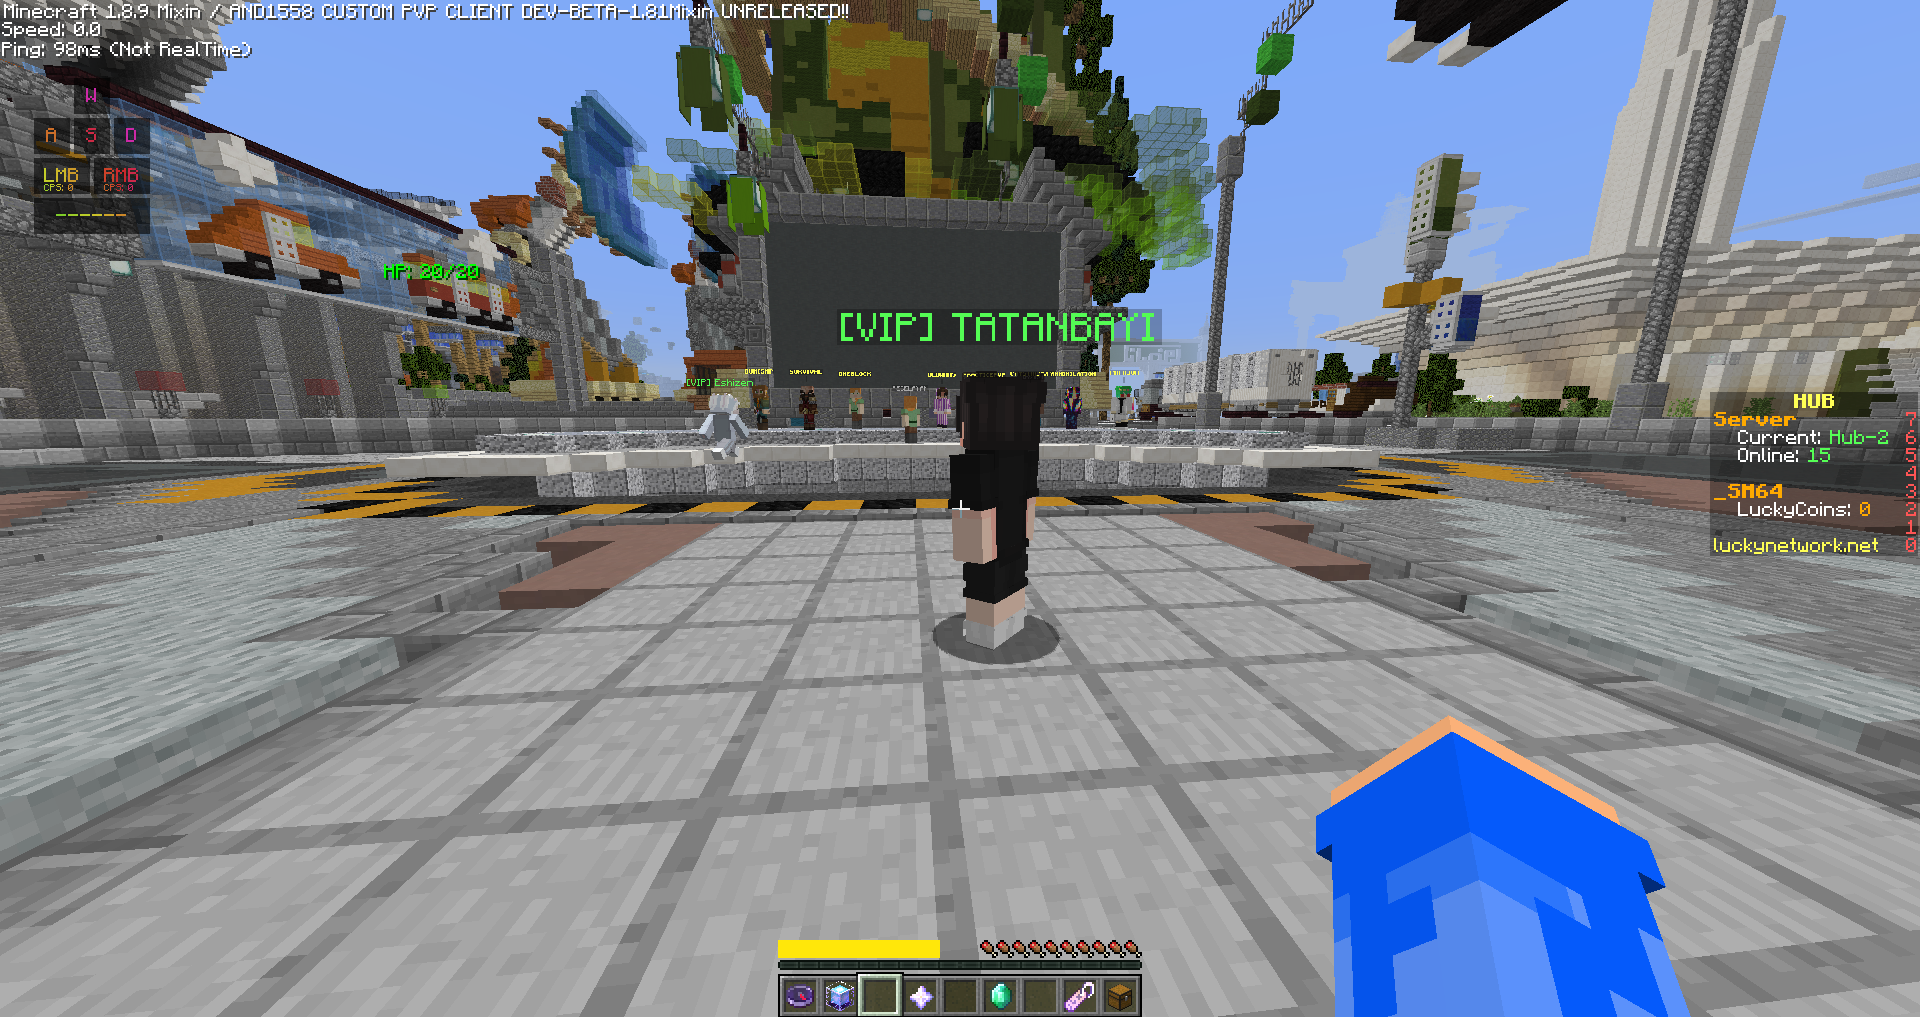 Minecraft 1.8.9 Mixin / AND1558 CUSTOM PVP CLIENT DEV-BETA-1.81Mixin UNRELEASED!!
Speed: 0.0
Ping: 98ms (Not RealTime)
W
A S D
LMB RMB
CPS: 0 CPS: 0
HP: 20/20
[VIP] TATANBAYI
SURVIVAL
ONEBLOCK
[VIP] Eshizen
HUB
Server 7
Current: Hub-2 6
Online: 15 5
4
_SM64 3
LuckyCoins: 0 2
1
luckynetwork.net 0